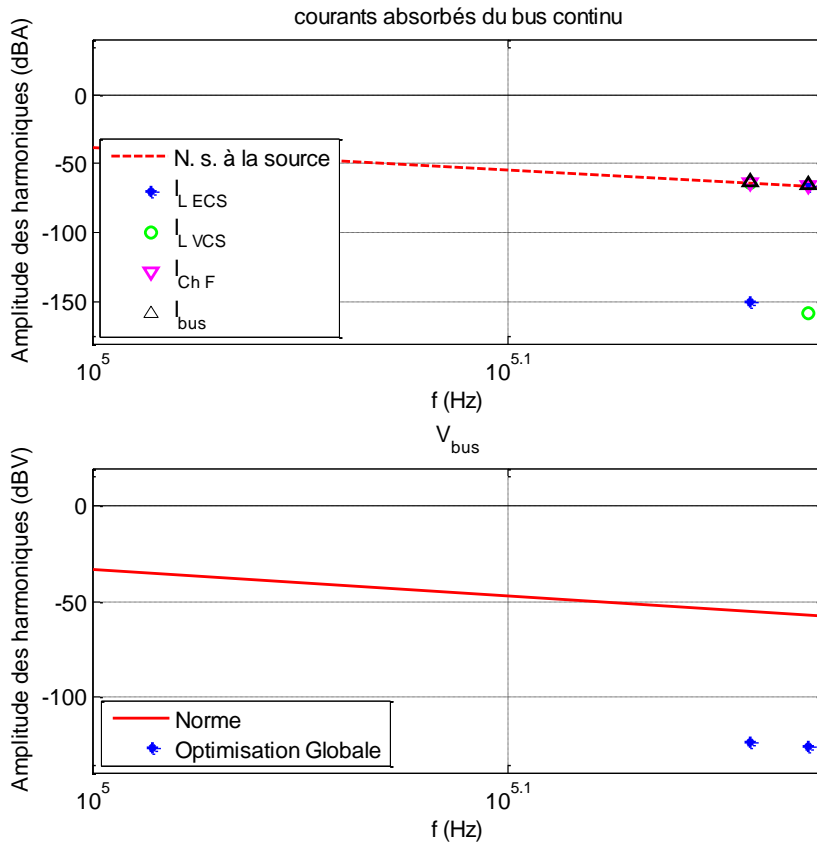 courants absorbés du bus continu
Amplitude des harmoniques (dBA)
0
-50
-100
-150
N. s. à la source
I L ECS
I L VCS
I Ch F
I bus
10^5
10^5.1
f (Hz)
V bus
Amplitude des harmoniques (dBV)
0
-50
-100
Norme
Optimisation Globale
10^5
10^5.1
f (Hz)